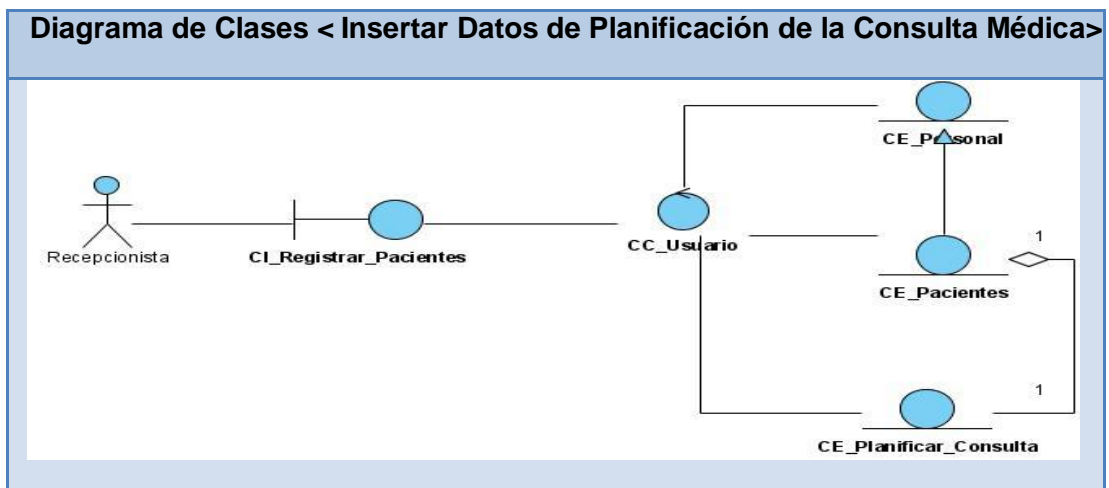 Diagrama de Clases < Insertar Datos de Planificación de la Consulta Médica>
CE_Personal
Recepcionista
CI_Registrar_Pacientes
CC_Usuario
1
CE_Pacientes
1
CE_Planificar_Consulta